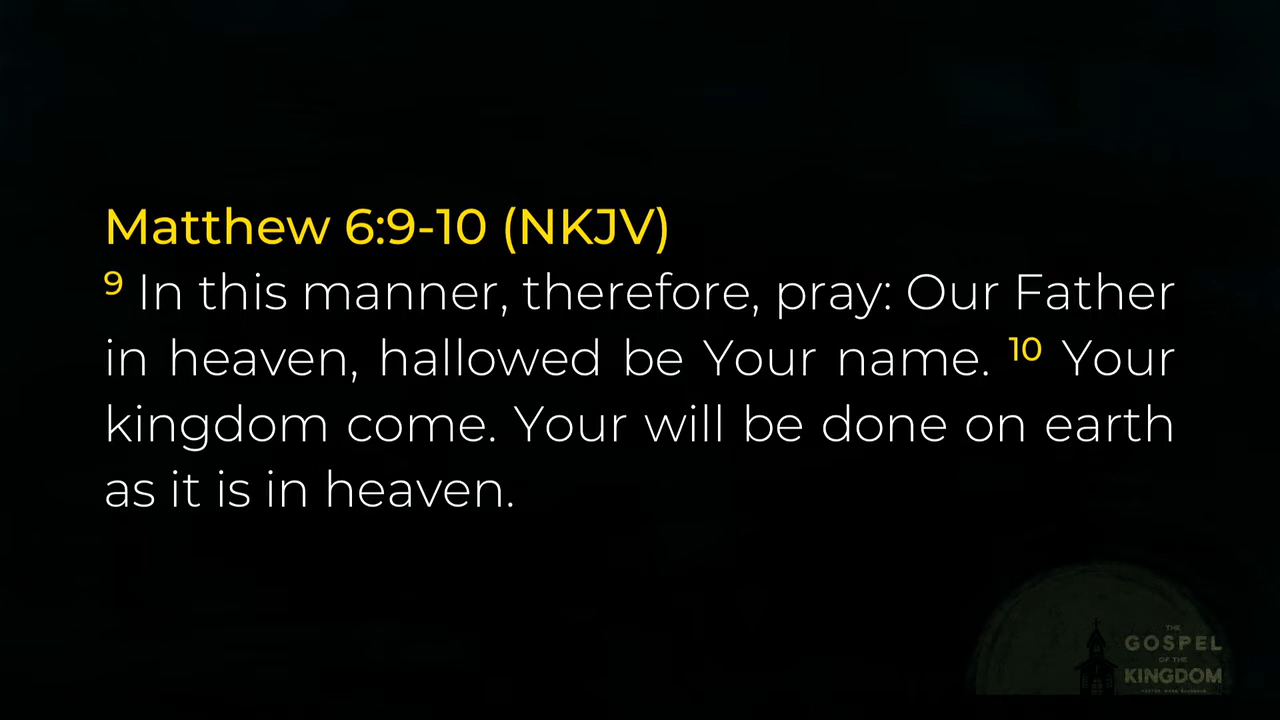 Matthew 6:9-10 (NKJV)
9 In this manner, therefore, pray: Our Father
in heaven, hallowed be Your name. 10 Your
kingdom come. Your will be done on earth
as it is in heaven.
THE
GOSPEL
OF THE
KINGDOM